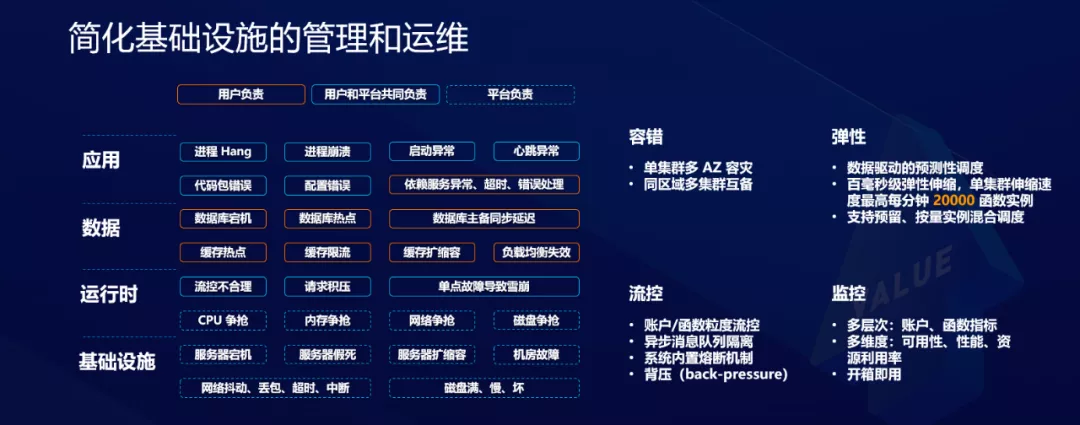 简化基础设施的管理和运维
用户负责 用户和平台共同负责 平台负责
应用
进程 Hang 进程崩溃 启动异常 心跳异常
代码包错误 配置错误 依赖服务异常、超时、错误处理
数据
数据库宕机 数据库热点 数据库主备同步延迟
缓存热点 缓存限流 缓存扩缩容 负载均衡失效
运行时
流控不合理 请求积压 单点故障导致雪崩
CPU 争抢 内存争抢 网络争抢 磁盘争抢
基础设施
服务器宕机 服务器假死 服务器扩缩容 机房故障
网络抖动、丢包、超时、中断 磁盘满、慢、坏
容错
• 单集群多 AZ 容灾
• 同区域多集群互备
弹性
• 数据驱动的预测性调度
• 百毫秒级弹性伸缩，单集群伸缩速
度最高每分钟 20000 函数实例
• 支持预留、按量实例混合调度
流控
• 账户/函数粒度流控
• 异步消息队列隔离
• 系统内置熔断机制
• 背压（back-pressure）
监控
• 多层次：账户、函数指标
• 多维度：可用性、性能、资
源利用率
• 开箱即用
VALUE